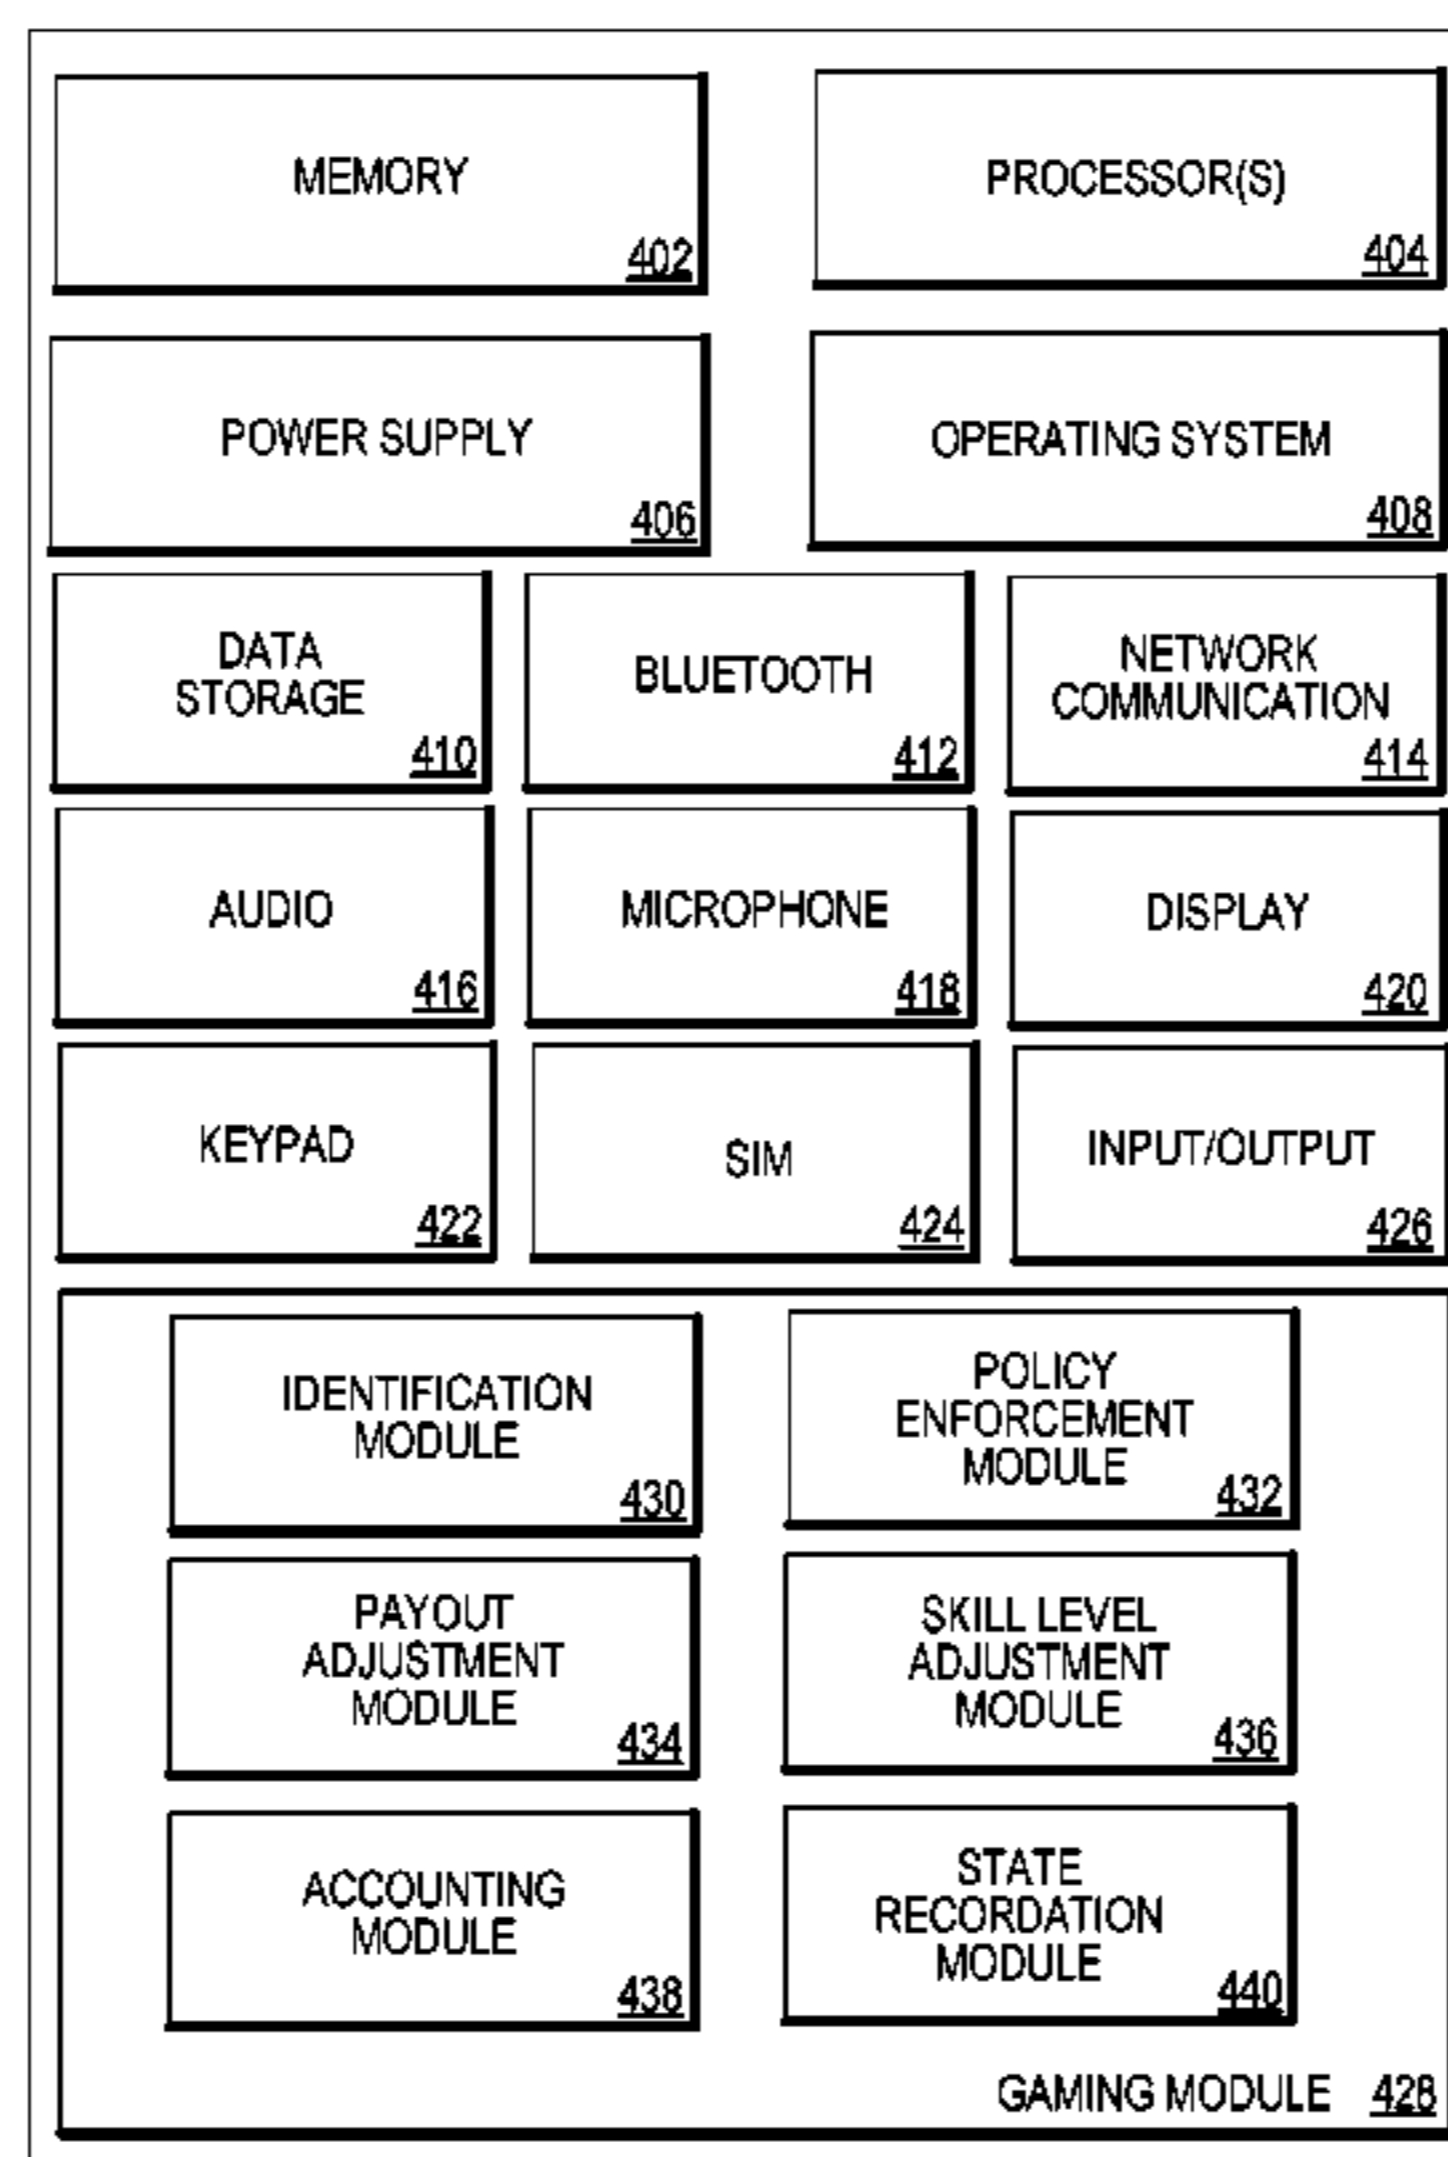 MEMORY
402
PROCESSOR(S)
404
POWER SUPPLY
406
OPERATING SYSTEM
408
DATA
STORAGE
410
BLUETOOTH
412
NETWORK
COMMUNICATION
414
AUDIO
416
MICROPHONE
418
DISPLAY
420
KEYPAD
422
SIM
424
INPUT/OUTPUT
426
IDENTIFICATION
MODULE
430
POLICY
ENFORCEMENT
MODULE
432
PAYOUT
ADJUSTMENT
MODULE
434
SKILL LEVEL
ADJUSTMENT
MODULE
436
ACCOUNTING
MODULE
438
STATE
RECORDATION
MODULE
440
GAMING MODULE 428